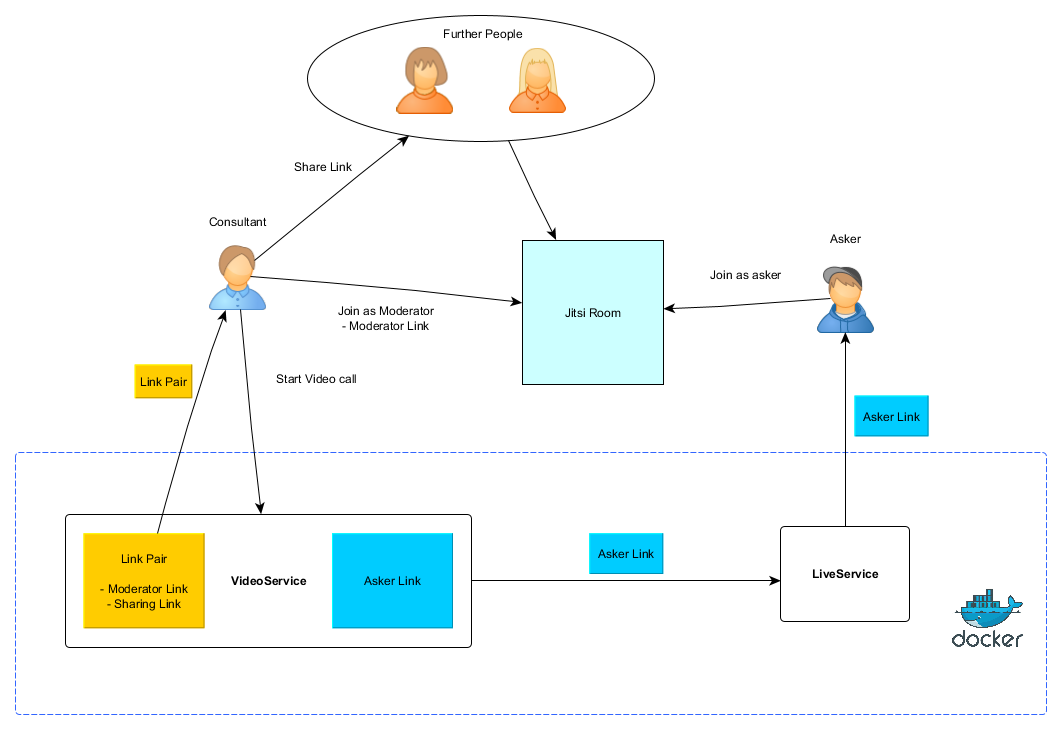 Further People
Share Link
Consultant
Asker
Join as asker
Join as Moderator
- Moderator Link
Jitsi Room
Link Pair
Start Video call
Asker Link
Link Pair
- Moderator Link
- Sharing Link
VideoService
Asker Link
Asker Link
LiveService
docker